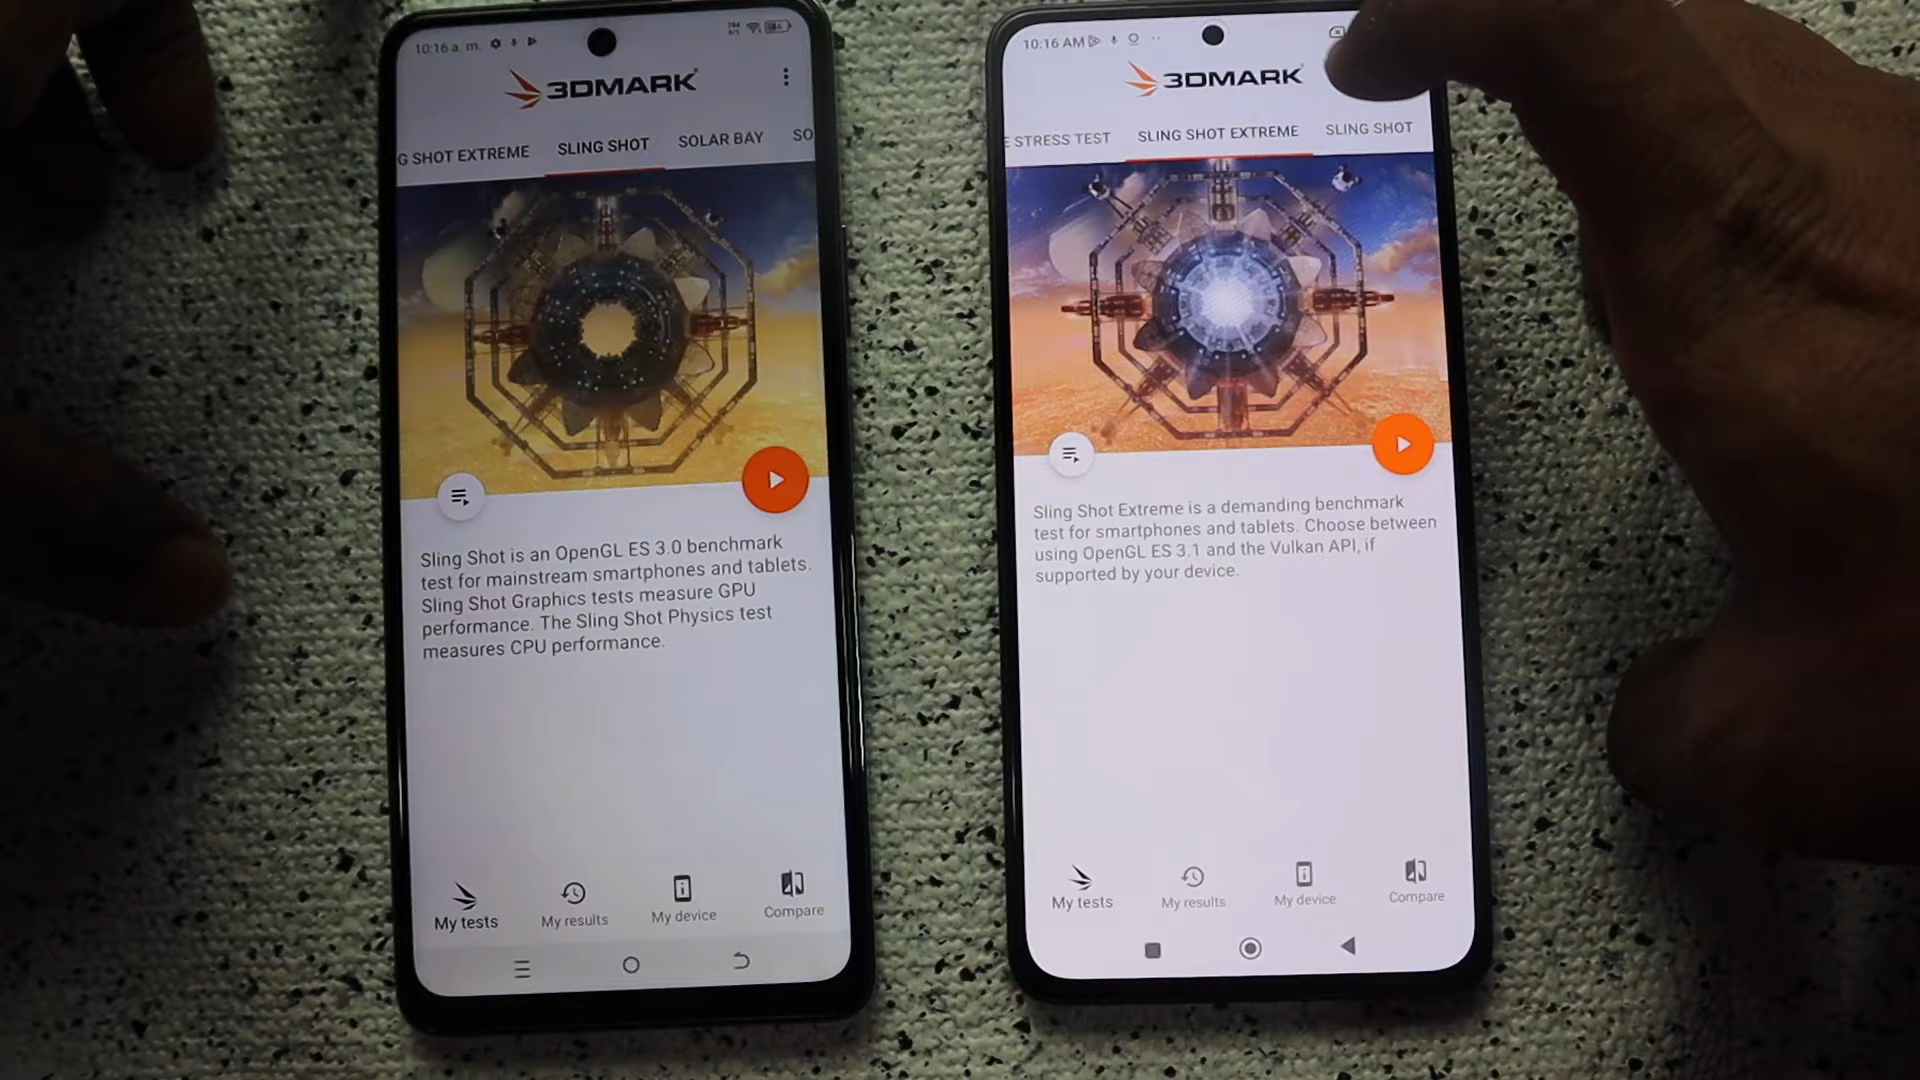 10:16 a. m.
3DMARK
G SHOT EXTREME
SLING SHOT
SOLAR BAY
SO
Sling Shot is an OpenGL ES 3.0 benchmark
test for mainstream smartphones and tablets.
Sling Shot Graphics tests measure GPU
performance. The Sling Shot Physics test
measures CPU performance.
My tests
My results
My device
Compare
10:16 AM
3DMARK
E STRESS TEST
SLING SHOT EXTREME
SLING SHOT
Sling Shot Extreme is a demanding benchmark
test for smartphones and tablets. Choose between
using OpenGL ES 3.1 and the Vulkan API, if
supported by your device.
My tests
My results
My device
Compare